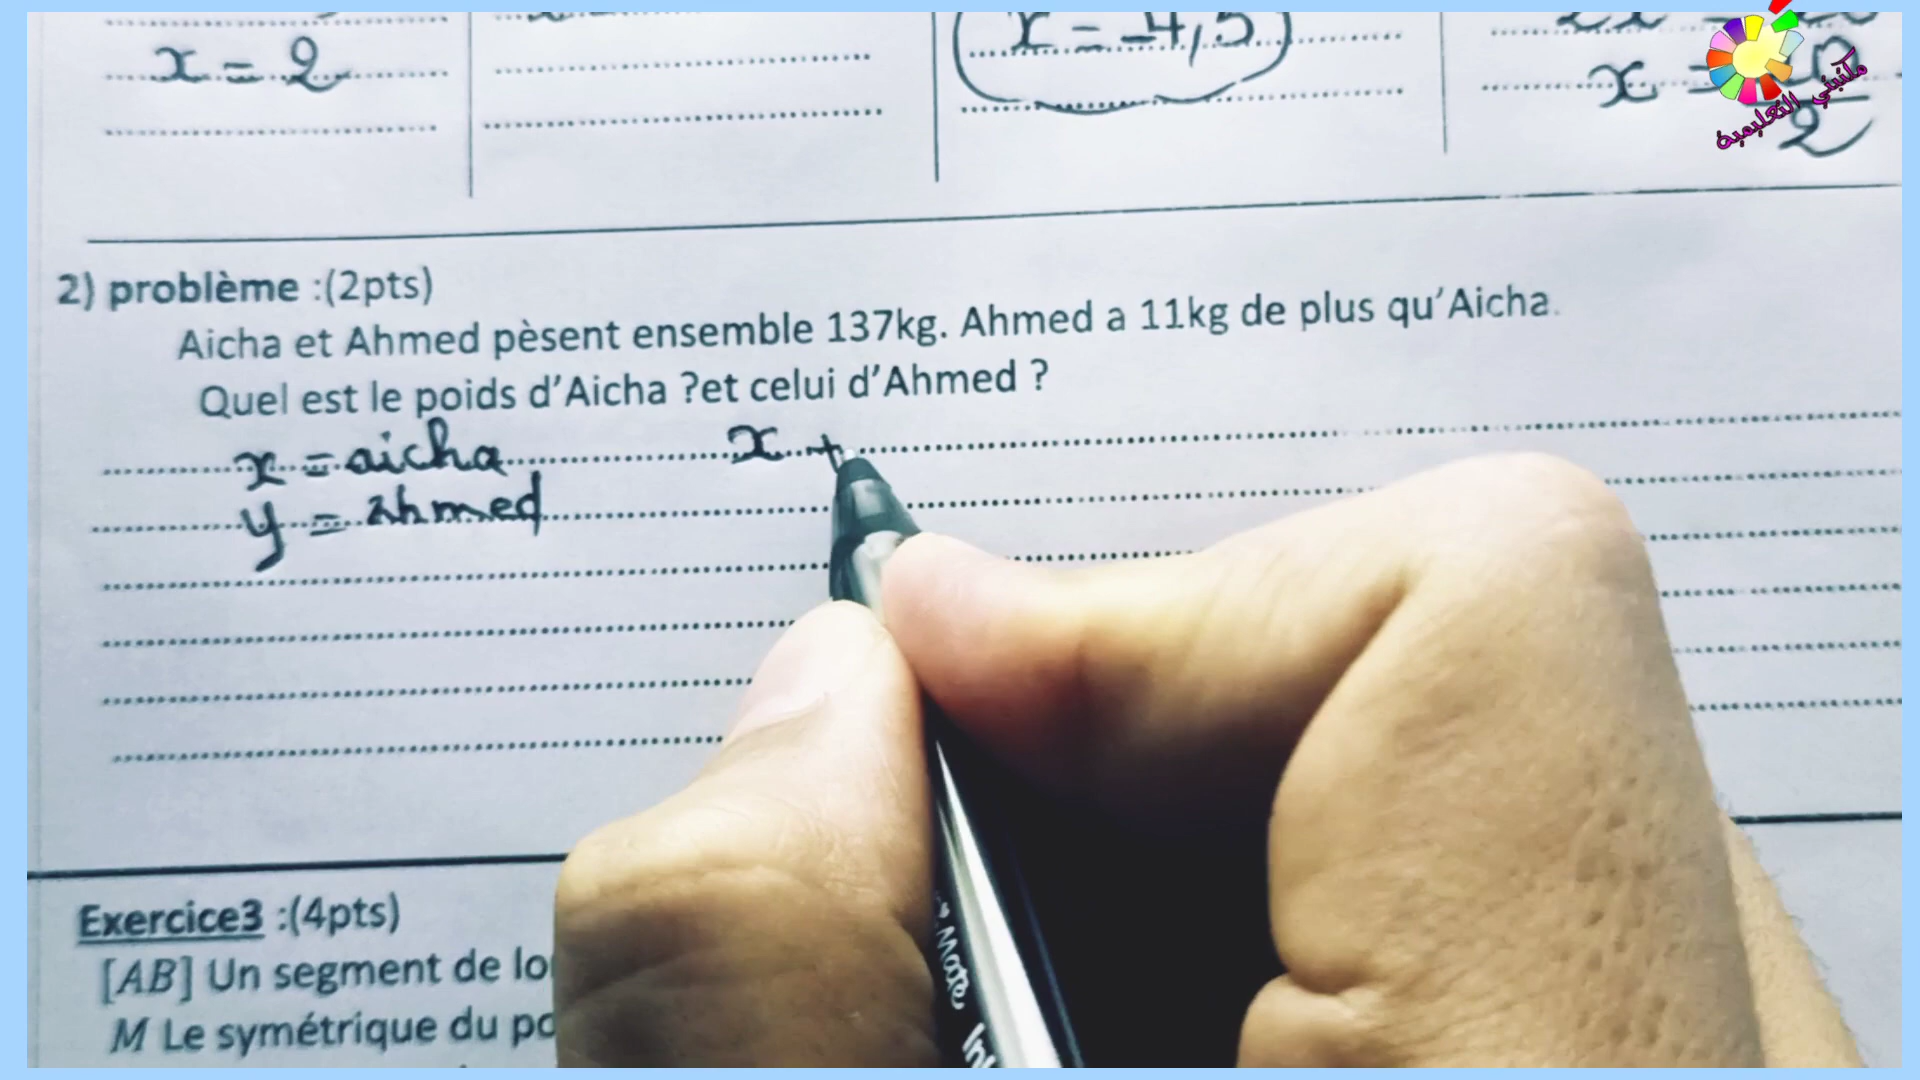 x = 2
x = -4,5
x =
2
مكتبتي التعليمية
2) problème :(2pts)
Aicha et Ahmed pèsent ensemble 137kg. Ahmed a 11kg de plus qu'Aicha.
Quel est le poids d'Aicha ?et celui d'Ahmed ?
x = aicha
x +
y = Ahmed
Exercice3 :(4pts)
[AB] Un segment de
M Le symétrique du
Mate